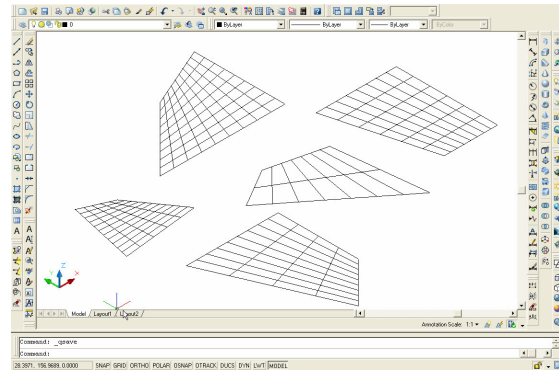 0
ByLayer
ByLayer
ByLayer
ByColor
Z
X
A
A
Model / Layout1 / Layout2 /
Annotation Scale: 1:1
Command: _qsave
Command:
28.3971, 156.9689, 0.0000 SNAP GRID ORTHO POLAR OSNAP OTRACK DUCS DYN LWT MODEL